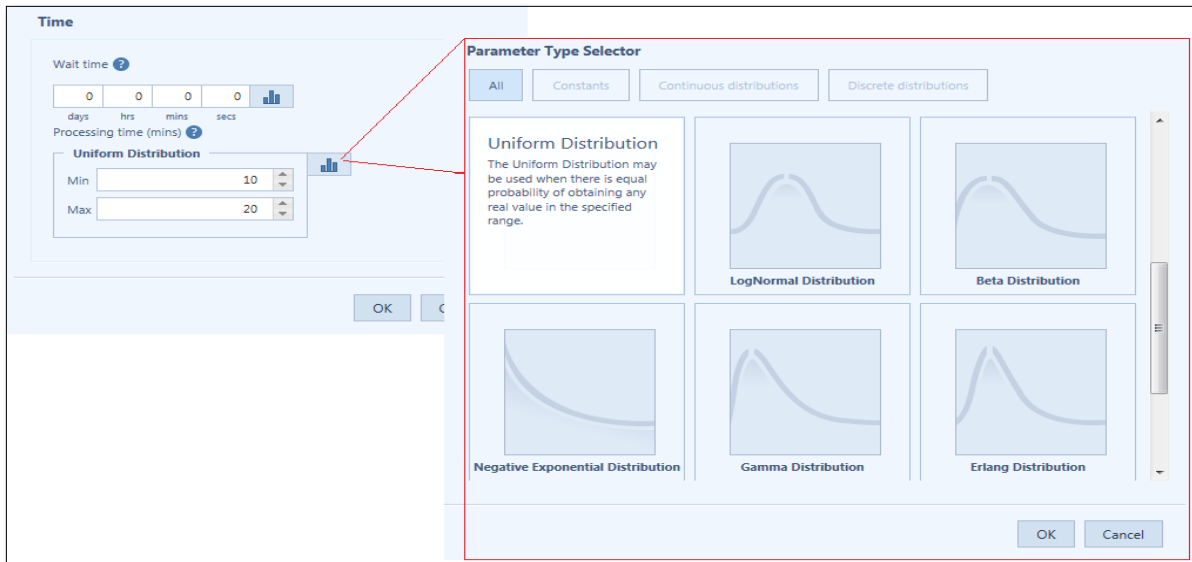 Time
Wait time ?
0 0 0 0
days hrs mins secs
Processing time (mins) ?
Uniform Distribution
Min 10
Max 20
OK
Parameter Type Selector
All Constants Continuous distributions Discrete distributions
Uniform Distribution
The Uniform Distribution may
be used when there is equal
probability of obtaining any
real value in the specified
range.
LogNormal Distribution
Beta Distribution
Negative Exponential Distribution
Gamma Distribution
Erlang Distribution
OK Cancel